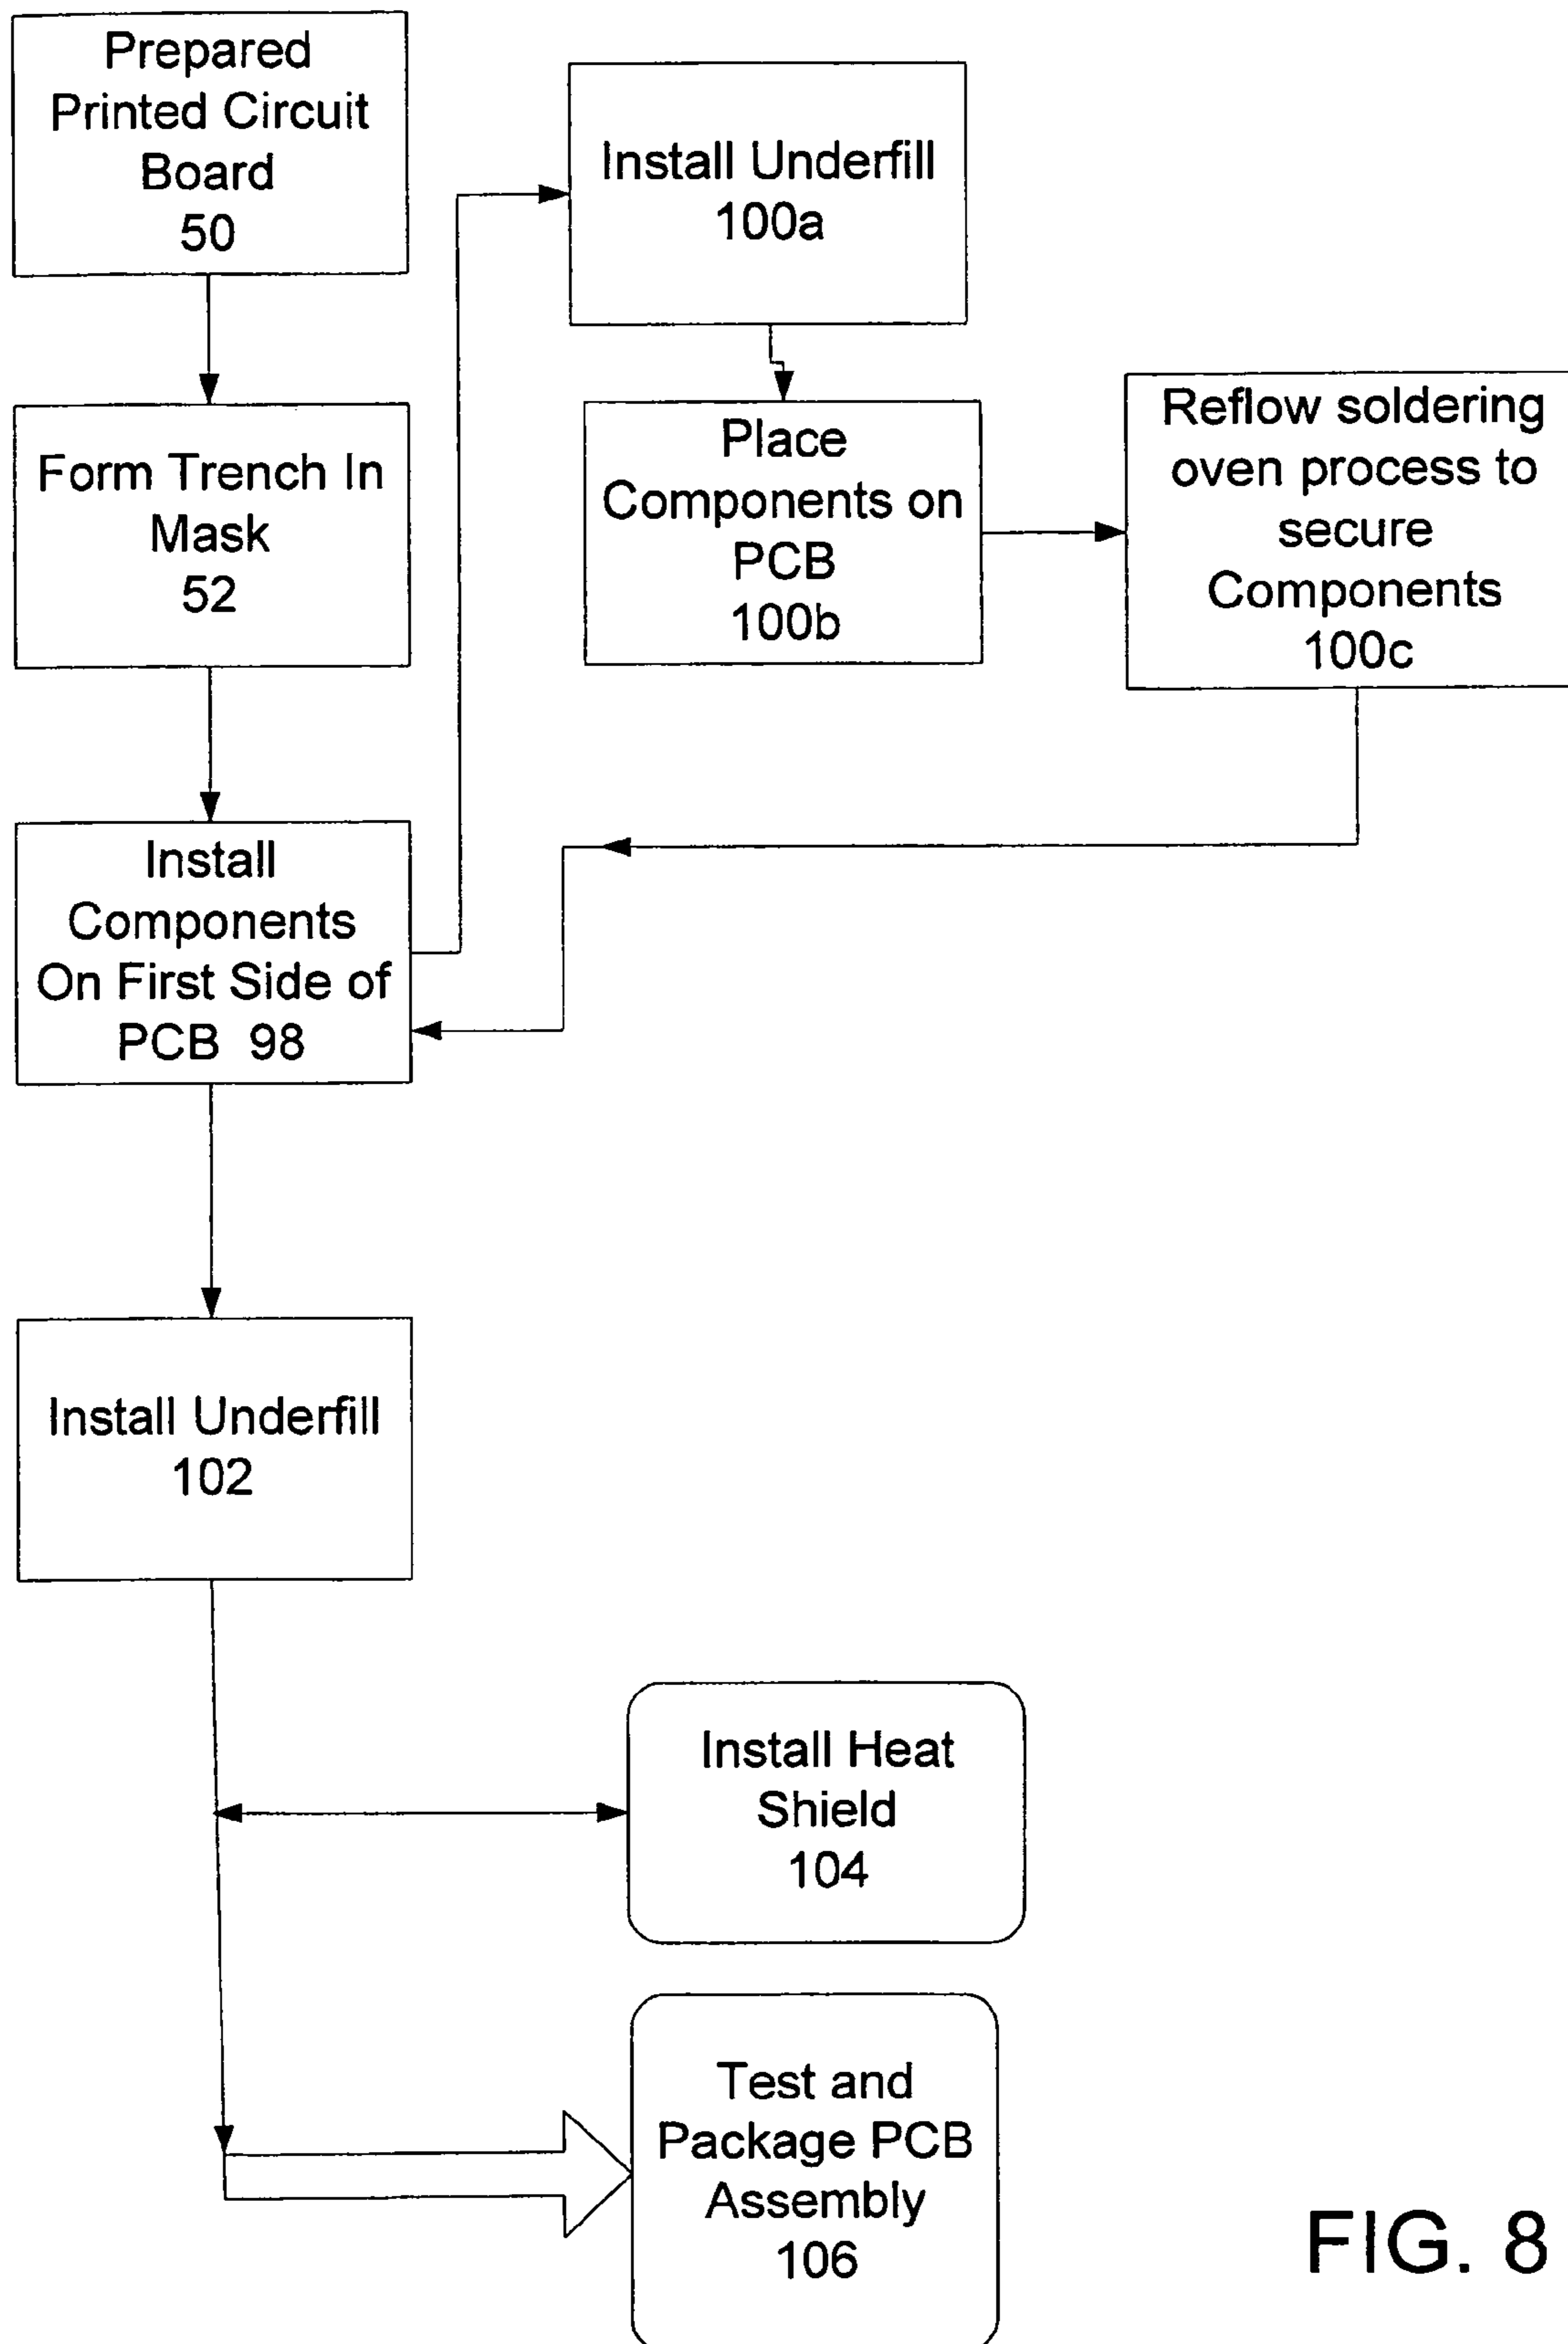 Prepared
Printed Circuit
Board
50
Install Underfill
100a
Form Trench In
Mask
52
Place
Components on
PCB
100b
Reflow soldering
oven process to
secure
Components
100c
Install
Components
On First Side of
PCB 98
Install Underfill
102
Install Heat
Shield
104
Test and
Package PCB
Assembly
106
FIG. 8